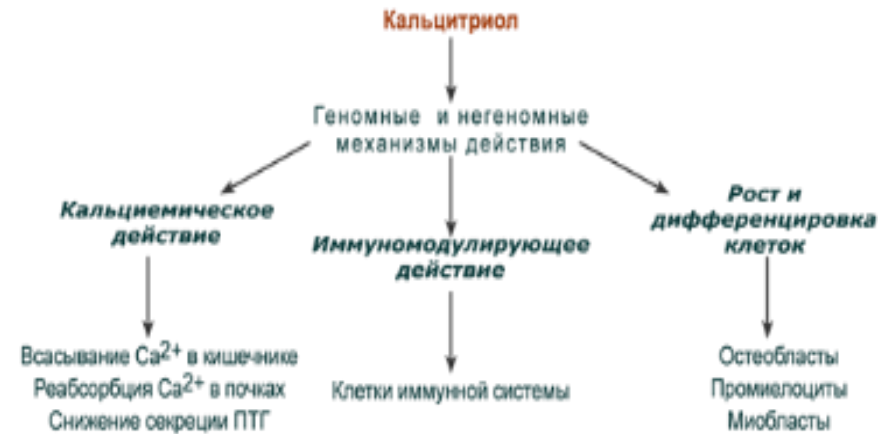 Кальцитриол
Геномные и негеномные
механизмы действия
Кальциемическое
действие
Иммуномодулирующее
действие
Рост и
дифференцировка
клеток
Всасывание Ca2+ в кишечнике
Реабсорбция Ca2+ в почках
Снижение секреции ПТГ
Клетки иммунной системы
Остеобласты
Промиелоциты
Миобласты